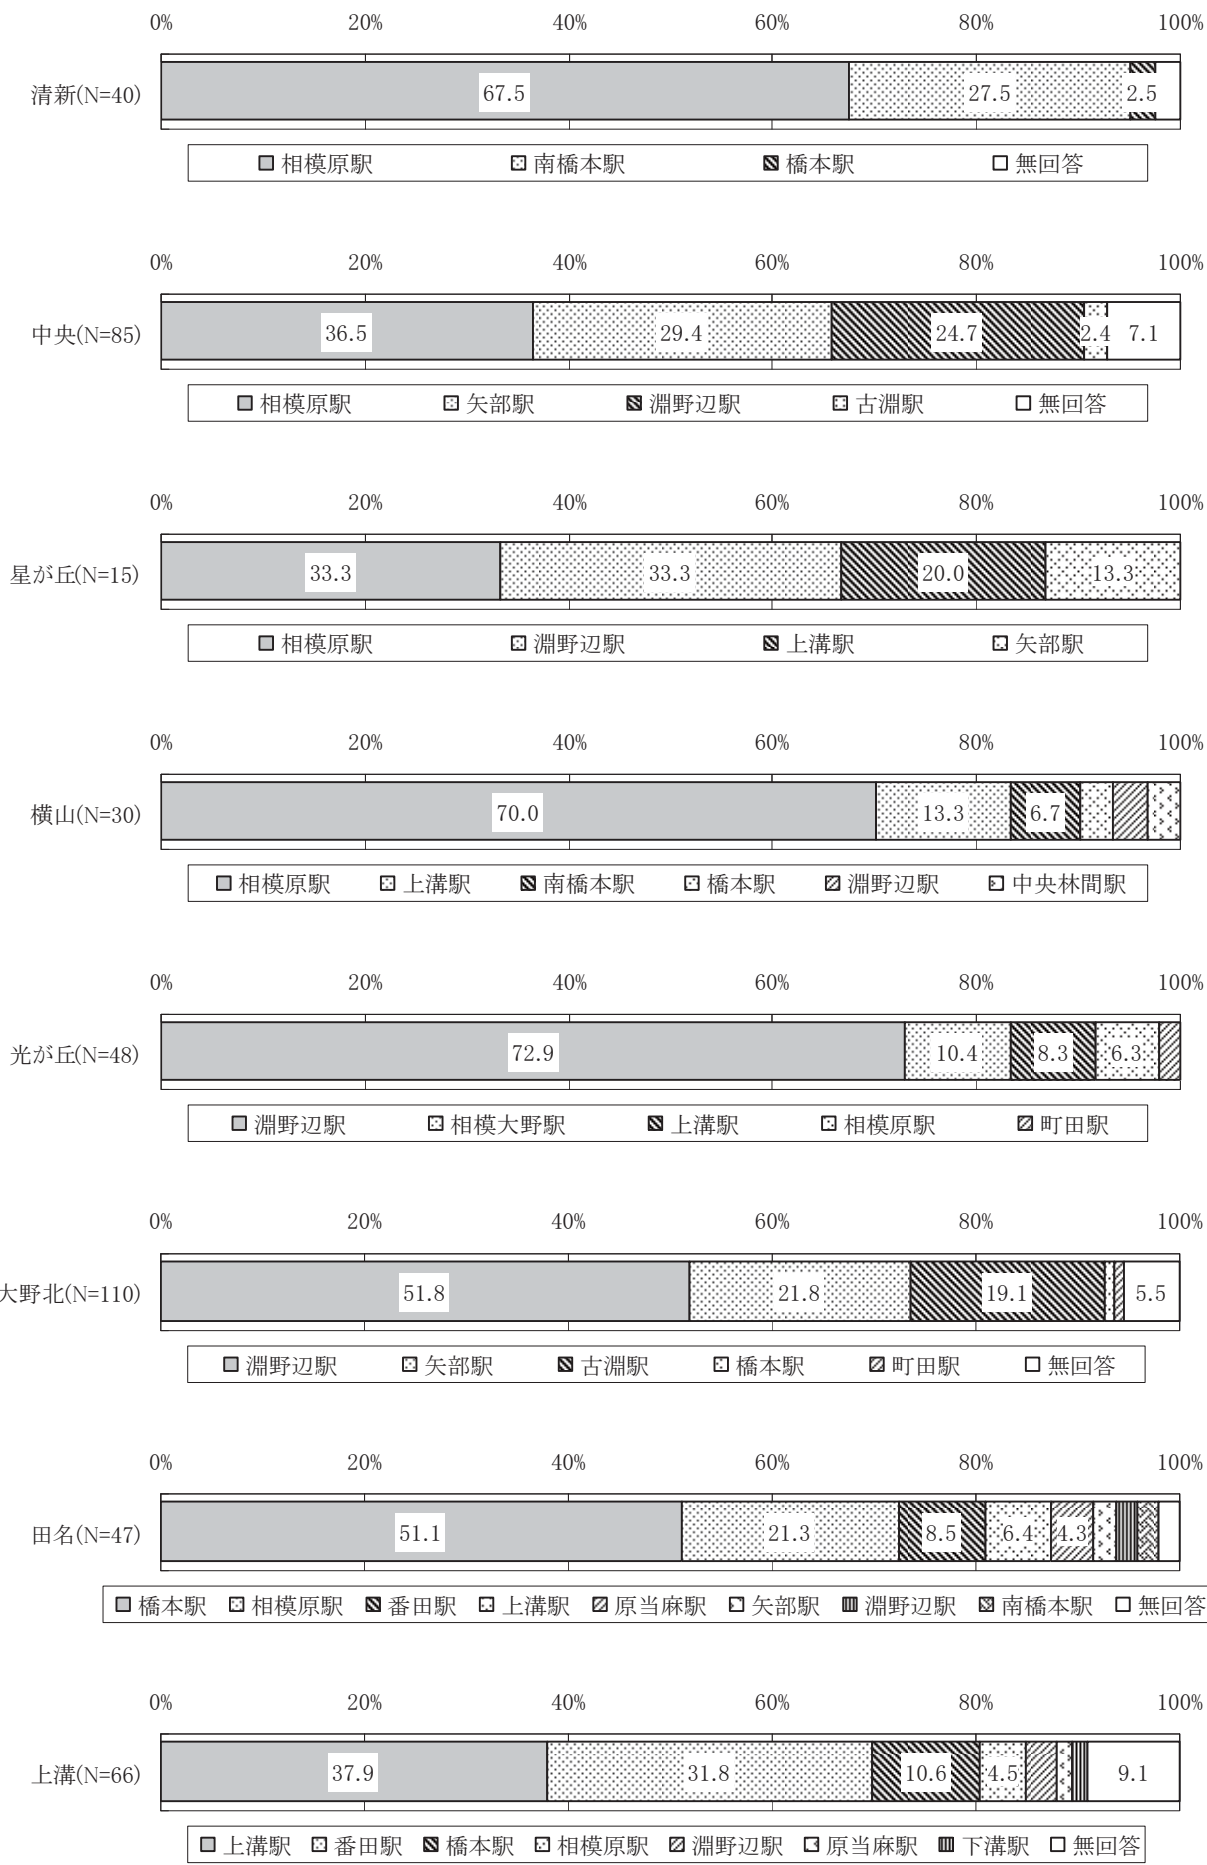 0% 20% 40% 60% 80% 100%
清新(N=40) 67.5 27.5 2.5
相模原駅 南橋本駅 橋本駅 無回答
0% 20% 40% 60% 80% 100%
中央(N=85) 36.5 29.4 24.7 2.4 7.1
相模原駅 矢部駅 淵野辺駅 古淵駅 無回答
0% 20% 40% 60% 80% 100%
星が丘(N=15) 33.3 33.3 20.0 13.3
相模原駅 淵野辺駅 上溝駅 矢部駅
0% 20% 40% 60% 80% 100%
横山(N=30) 70.0 13.3 6.7
相模原駅 上溝駅 南橋本駅 橋本駅 淵野辺駅 中央林間駅
0% 20% 40% 60% 80% 100%
光が丘(N=48) 72.9 10.4 8.3 6.3
淵野辺駅 相模大野駅 上溝駅 相模原駅 町田駅
0% 20% 40% 60% 80% 100%
大野北(N=110) 51.8 21.8 19.1 5.5
淵野辺駅 矢部駅 古淵駅 橋本駅 町田駅 無回答
0% 20% 40% 60% 80% 100%
田名(N=47) 51.1 21.3 8.5 6.4 4.3
橋本駅 相模原駅 番田駅 上溝駅 原当麻駅 矢部駅 淵野辺駅 南橋本駅 無回答
0% 20% 40% 60% 80% 100%
上溝(N=66) 37.9 31.8 10.6 4.5 9.1
上溝駅 番田駅 橋本駅 相模原駅 淵野辺駅 原当麻駅 下溝駅 無回答